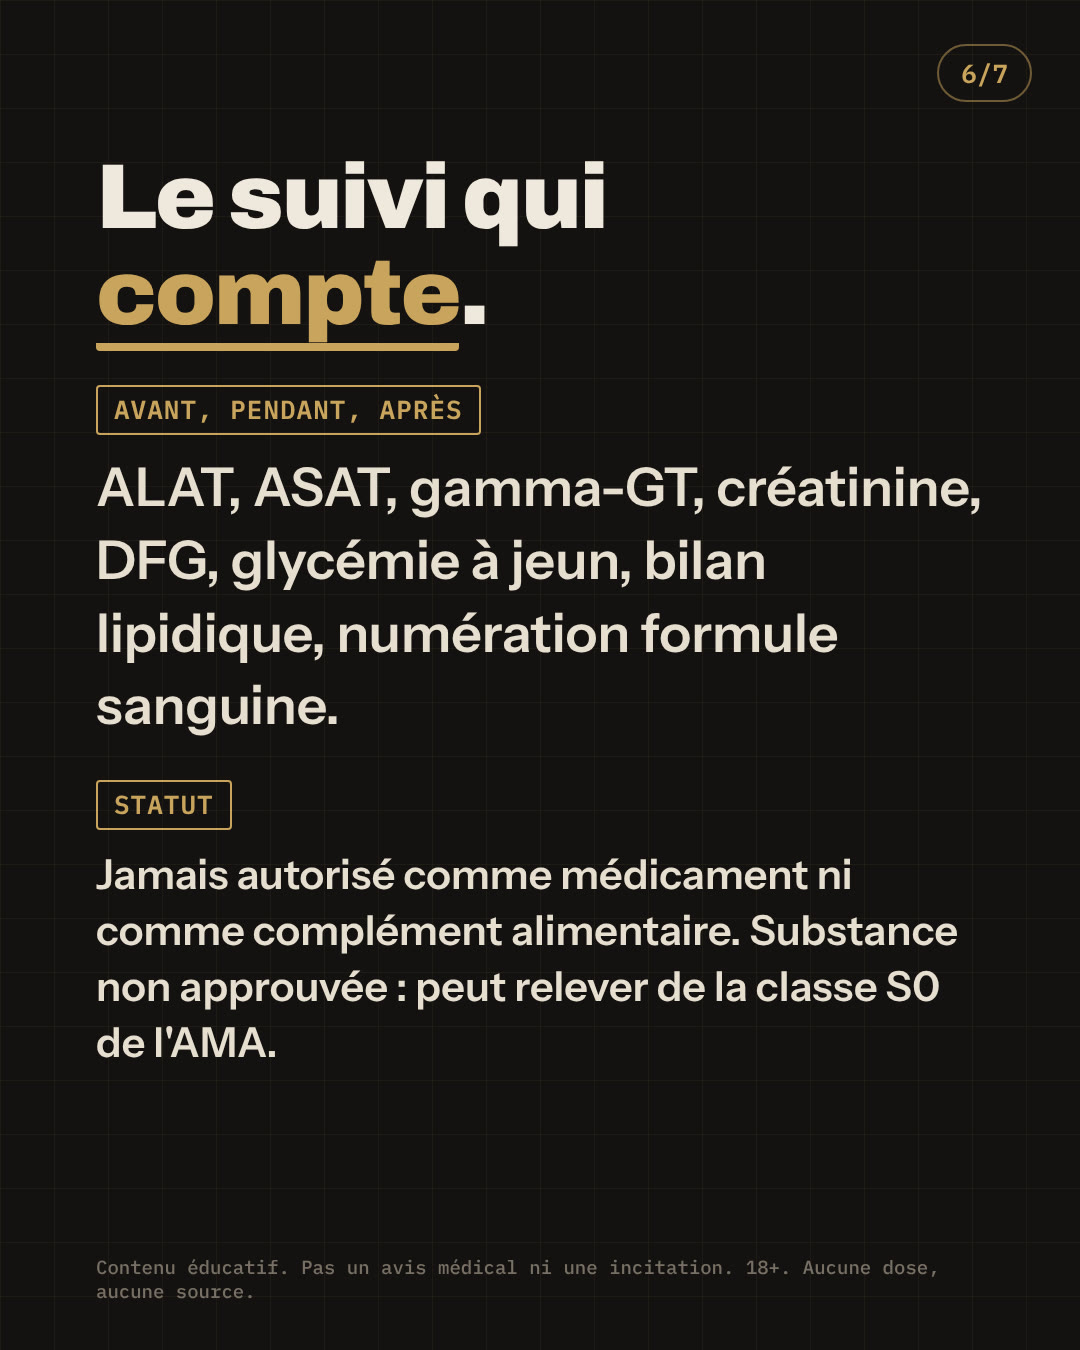 6/7
Le suivi qui
compte.
AVANT, PENDANT, APRÈS
ALAT, ASAT, gamma-GT, créatinine,
DFG, glycémie à jeun, bilan
lipidique, numération formule
sanguine.
STATUT
Jamais autorisé comme médicament ni
comme complément alimentaire. Substance
non approuvée : peut relever de la classe S0
de l'AMA.
Contenu éducatif. Pas un avis médical ni une incitation. 18+. Aucune dose,
aucune source.